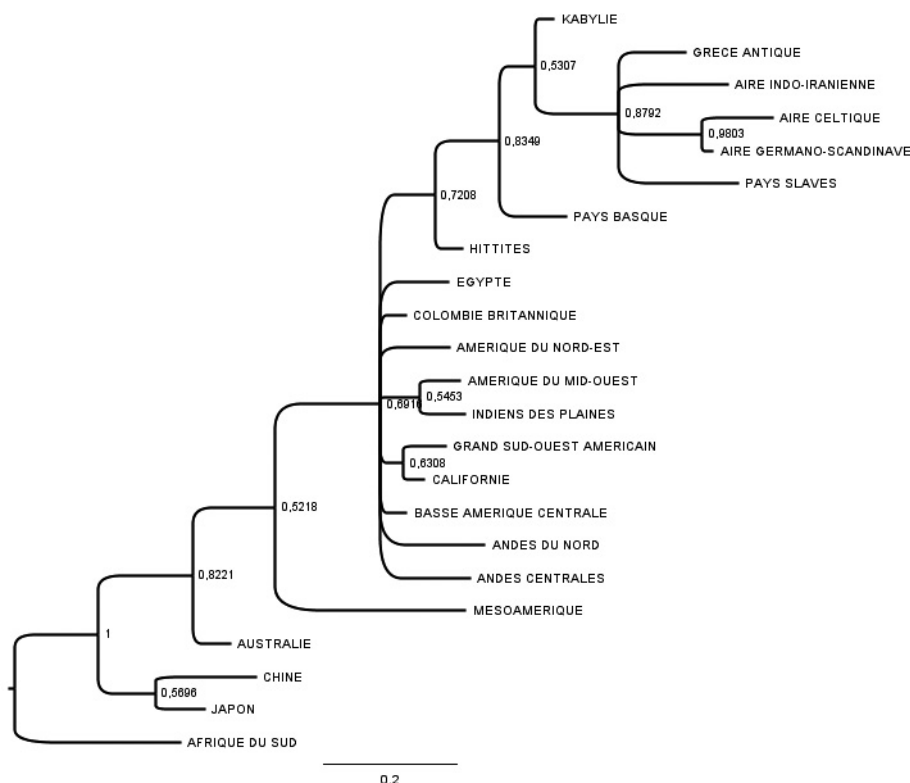 KABYLIE
0,5307
GRECE ANTIQUE
AIRE INDO-IRANIENNE
0,8792
AIRE CELTIQUE
0,9803
AIRE GERMANO-SCANDINAVE
0,8349
PAYS SLAVES
0,7208
PAYS BASQUE
HITTITES
EGYPTE
COLOMBIE BRITANNIQUE
AMERIQUE DU NORD-EST
AMERIQUE DU MID-OUEST
0,6916
0,5453
INDIENS DES PLAINES
GRAND SUD-OUEST AMERICAIN
0,6308
CALIFORNIE
0,5218
BASSE AMERIQUE CENTRALE
ANDES DU NORD
0,8221
ANDES CENTRALES
MESOAMERIQUE
1
AUSTRALIE
CHINE
0,5696
JAPON
AFRIQUE DU SUD
0.2